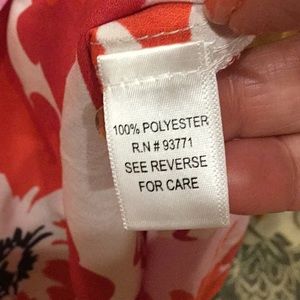 100% POLYESTER
R.N # 93771
SEE REVERSE
FOR CARE